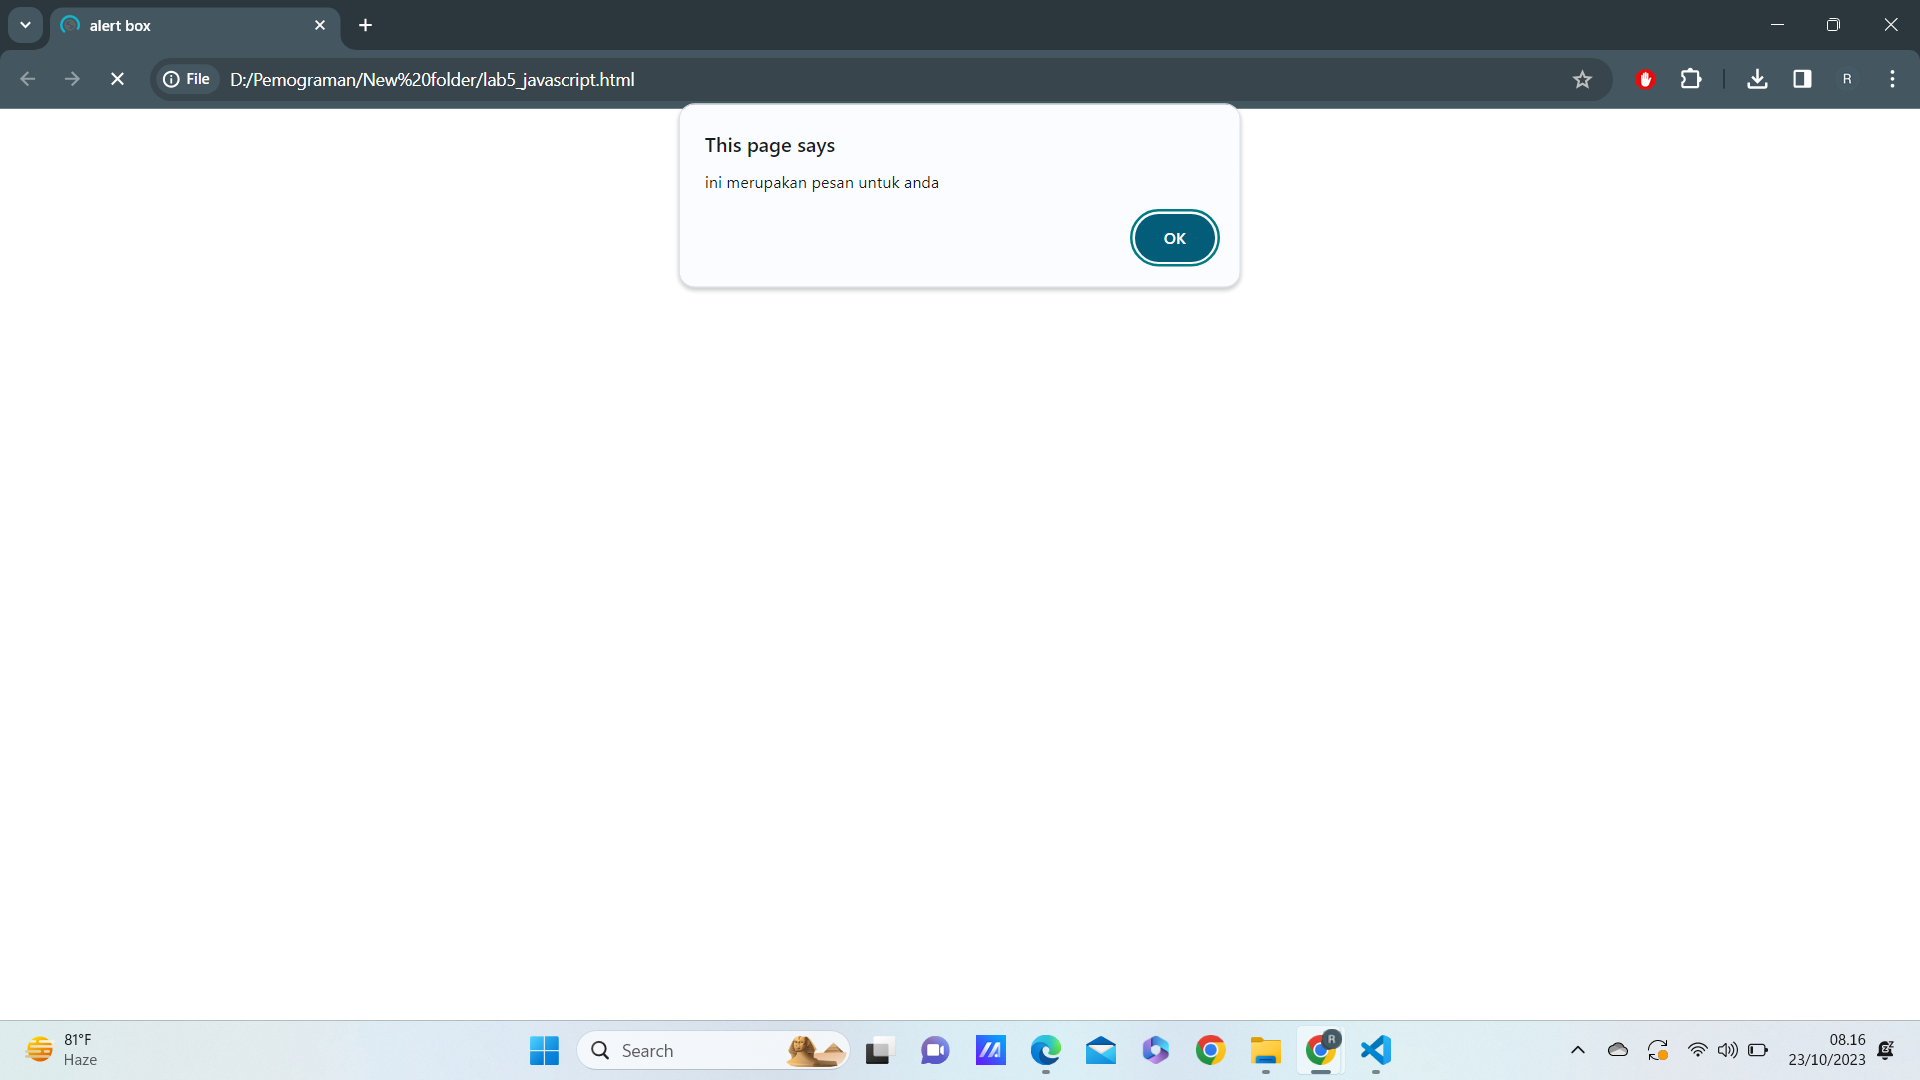 alert box
File
D:/Pemograman/New%20folder/lab5_javascript.html
R
This page says
ini merupakan pesan untuk anda
OK
81°F
Haze
Search
R
08.16
23/10/2023